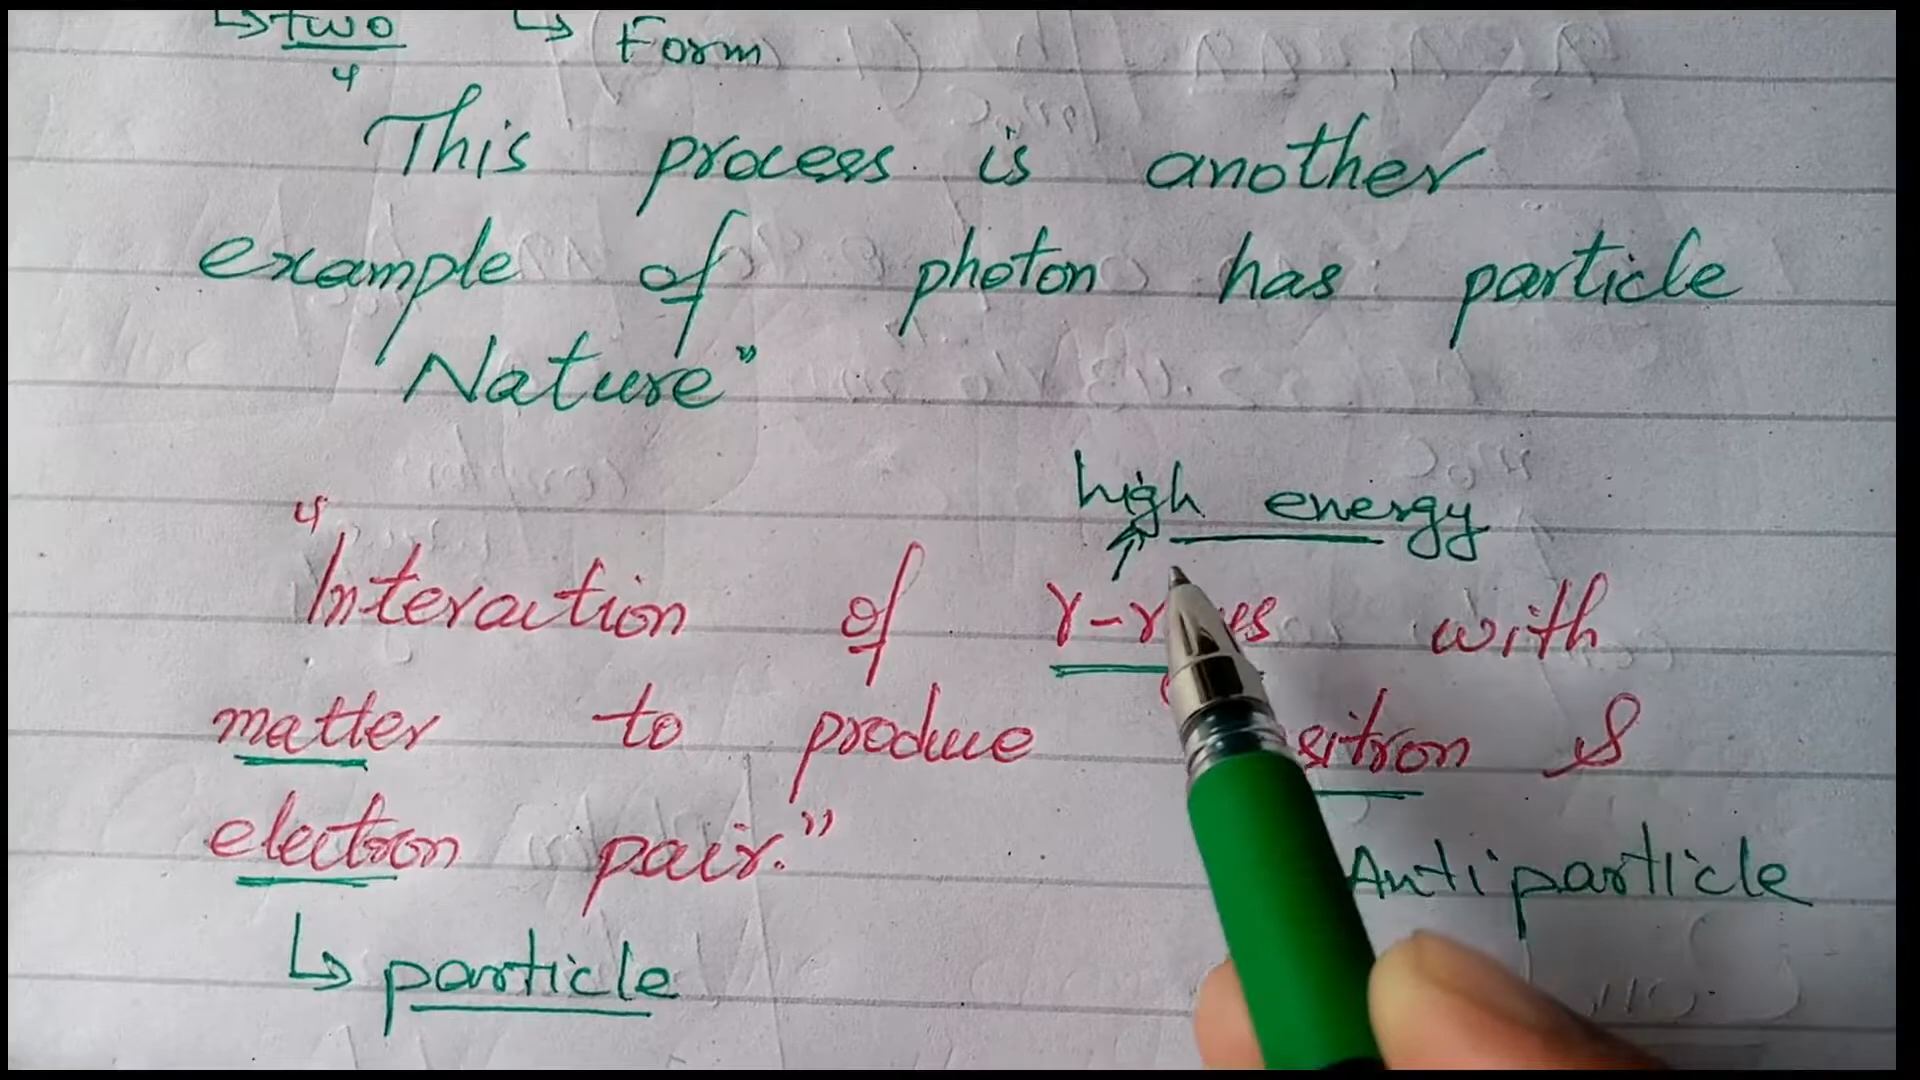 ↳ two ↳ Form
"This process is another
example of photon has particle
Nature"
high energy
"Interaction of γ- with
matter to produce &
electron pair."
Antiparticle
↳ particle